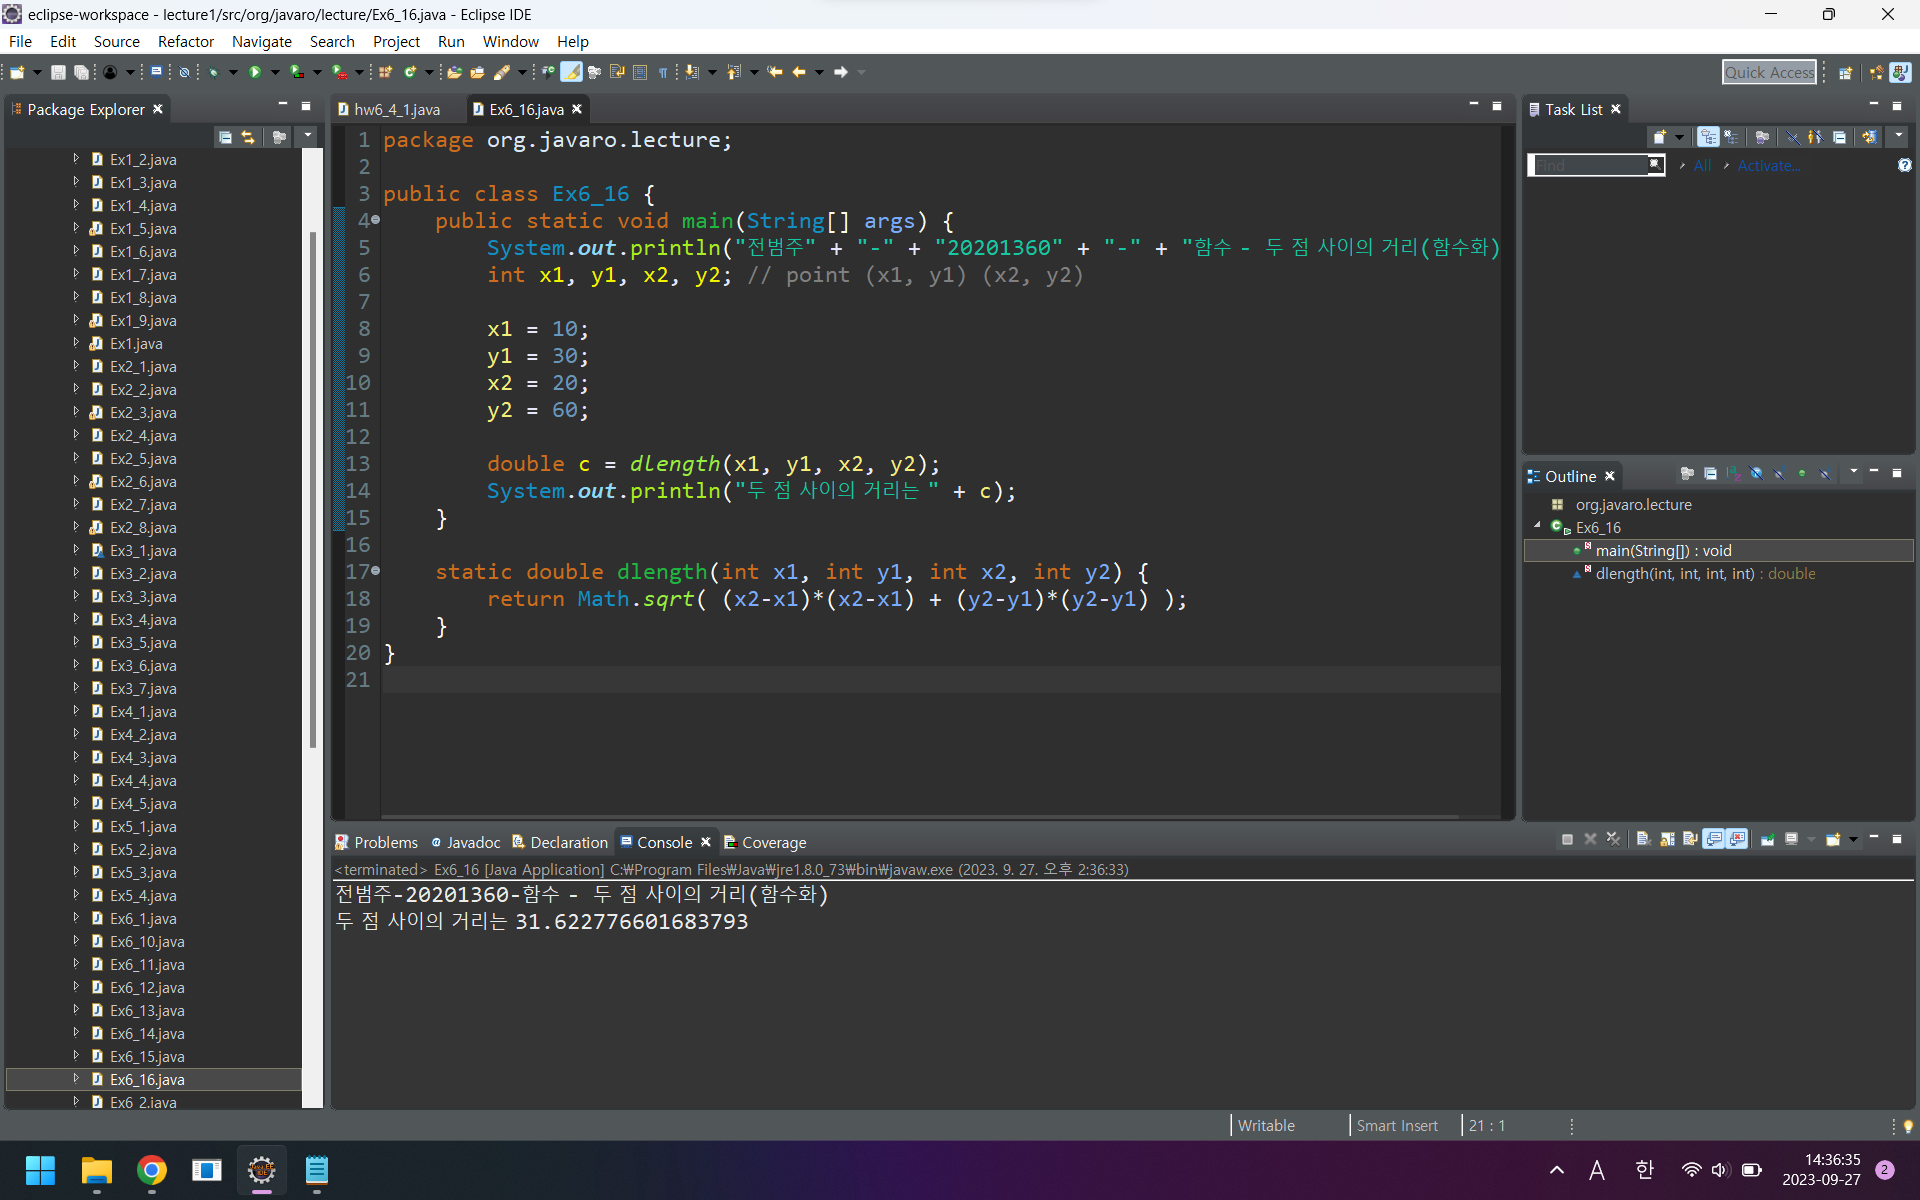 eclipse-workspace - lecture1/src/org/javaro/lecture/Ex6_16.java - Eclipse IDE
File Edit Source Refactor Navigate Search Project Run Window Help
Quick Access
Package Explorer
Ex1_2.java
Ex1_3.java
Ex1_4.java
Ex1_5.java
Ex1_6.java
Ex1_7.java
Ex1_8.java
Ex1_9.java
Ex1.java
Ex2_1.java
Ex2_2.java
Ex2_3.java
Ex2_4.java
Ex2_5.java
Ex2_6.java
Ex2_7.java
Ex2_8.java
Ex3_1.java
Ex3_2.java
Ex3_3.java
Ex3_4.java
Ex3_5.java
Ex3_6.java
Ex3_7.java
Ex4_1.java
Ex4_2.java
Ex4_3.java
Ex4_4.java
Ex4_5.java
Ex5_1.java
Ex5_2.java
Ex5_3.java
Ex5_4.java
Ex6_1.java
Ex6_10.java
Ex6_11.java
Ex6_12.java
Ex6_13.java
Ex6_14.java
Ex6_15.java
Ex6_16.java
Ex6_2.java
hw6_4_1.java Ex6_16.java
1 package org.javaro.lecture;
2
3 public class Ex6_16 {
4 public static void main(String[] args) {
5 System.out.println("전범주" + "-" + "20201360" + "-" + "함수 - 두 점 사이의 거리(함수화)
6 int x1, y1, x2, y2; // point (x1, y1) (x2, y2)
7
8 x1 = 10;
9 y1 = 30;
10 x2 = 20;
11 y2 = 60;
12
13 double c = dlength(x1, y1, x2, y2);
14 System.out.println("두 점 사이의 거리는 " + c);
15 }
16
17 static double dlength(int x1, int y1, int x2, int y2) {
18 return Math.sqrt( (x2-x1)*(x2-x1) + (y2-y1)*(y2-y1) );
19 }
20 }
21
Task List
Find All Activate...
Outline
org.javaro.lecture
Ex6_16
main(String[]) : void
dlength(int, int, int, int) : double
Problems Javadoc Declaration Console Coverage
<terminated> Ex6_16 [Java Application] C:₩Program Files₩Java₩jre1.8.0_73₩bin₩javaw.exe (2023. 9. 27. 오후 2:36:33)
전범주-20201360-함수 - 두 점 사이의 거리(함수화)
두 점 사이의 거리는 31.622776601683793
Writable Smart Insert 21 : 1
A 한 14:36:35
2023-09-27 2